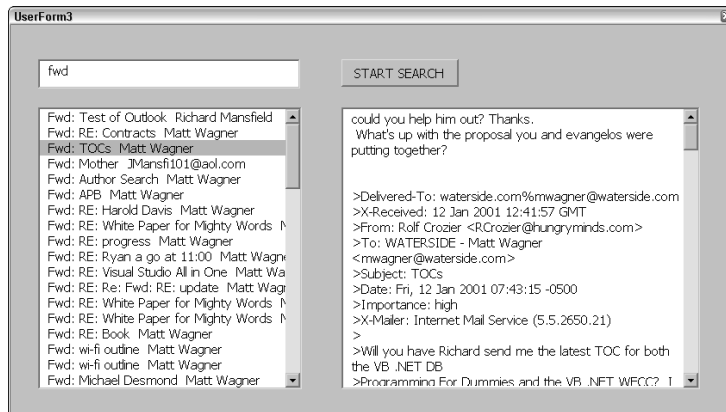 UserForm3
fwd
START SEARCH
Fwd: Test of Outlook Richard Mansfield
Fwd: RE: Contracts Matt Wagner
Fwd: TOCs Matt Wagner
Fwd: Mother JMansfi101@aol.com
Fwd: Author Search Matt Wagner
Fwd: APB Matt Wagner
Fwd: RE: Harold Davis Matt Wagner
Fwd: RE: White Paper for Mighty Words M
Fwd: RE: progress Matt Wagner
Fwd: RE: Ryan a go at 11:00 Matt Wagne
Fwd: RE: Visual Studio All in One Matt Wa
Fwd: RE: Re: Fwd: RE: update Matt Wagn
Fwd: RE: White Paper for Mighty Words M
Fwd: RE: White Paper for Mighty Words M
Fwd: RE: Book Matt Wagner
Fwd: wi-fi outline Matt Wagner
Fwd: wi-fi outline Matt Wagner
Fwd: Michael Desmond Matt Wagner
could you help him out? Thanks.
What's up with the proposal you and evangelos were
putting together?
>Delivered-To: waterside.com%mwagner@waterside.com
>X-Received: 12 Jan 2001 12:41:57 GMT
>From: Rolf Crozier <RCrozier@hungryminds.com>
>To: WATERSIDE - Matt Wagner
<mwagner@waterside.com>
>Subject: TOCs
>Date: Fri, 12 Jan 2001 07:43:15 -0500
>Importance: high
>X-Mailer: Internet Mail Service (5.5.2650.21)
>
>Will you have Richard send me the latest TOC for both
the VB .NET DB
>Programming For Dummies and the VB .NET WECC? I